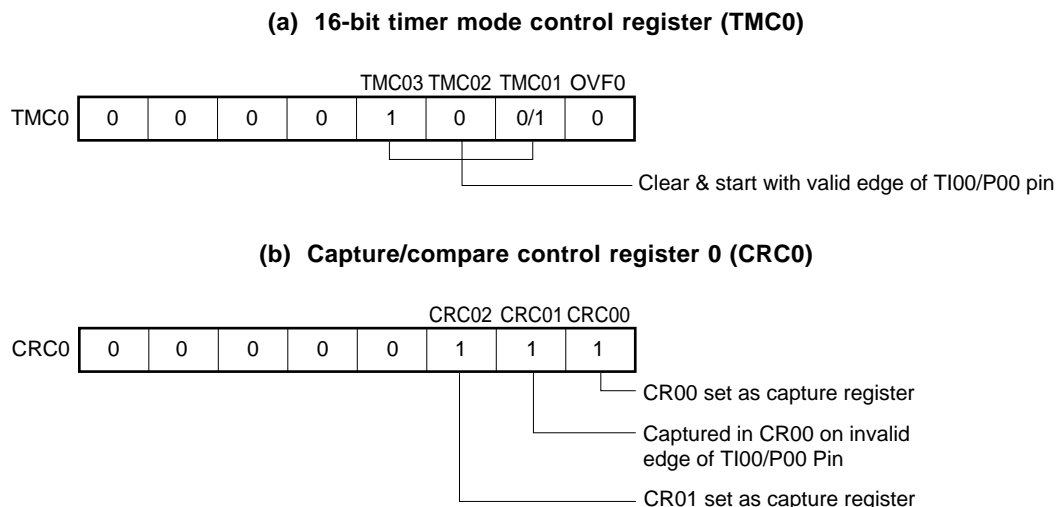 (a) 16-bit timer mode control register (TMC0)
TMC03 TMC02 TMC01 OVF0
TMC0 0 0 0 0 1 0 0/1 0
Clear & start with valid edge of TI00/P00 pin
(b) Capture/compare control register 0 (CRC0)
CRC02 CRC01 CRC00
CRC0 0 0 0 0 0 1 1 1
CR00 set as capture register
Captured in CR00 on invalid
edge of TI00/P00 Pin
CR01 set as capture register